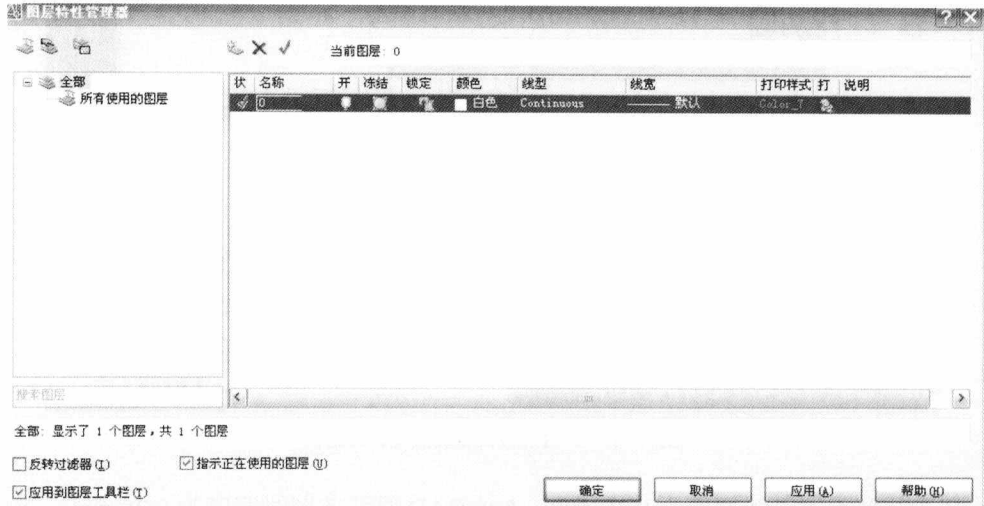 图层特性管理器
当前图层: 0
全部
所有使用的图层
状 名称 开 冻结 锁定 颜色 线型 线宽 打印样式 打 说明
0 白色 Continuous 默认 Color_7
搜索图层
全部: 显示了 1 个图层，共 1 个图层
反转过滤器(I) 指示正在使用的图层(U)
应用到图层工具栏(T)
确定 取消 应用(A) 帮助(H)